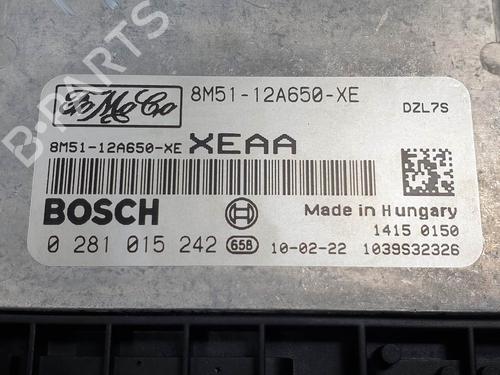 B-PARTS
FoMoCo
8M51-12A650-XE
DZL7S
8M51-12A650-XE XEAA
BOSCH
Made in Hungary
1415 0150
0 281 015 242 658 10-02-22 1039S32326